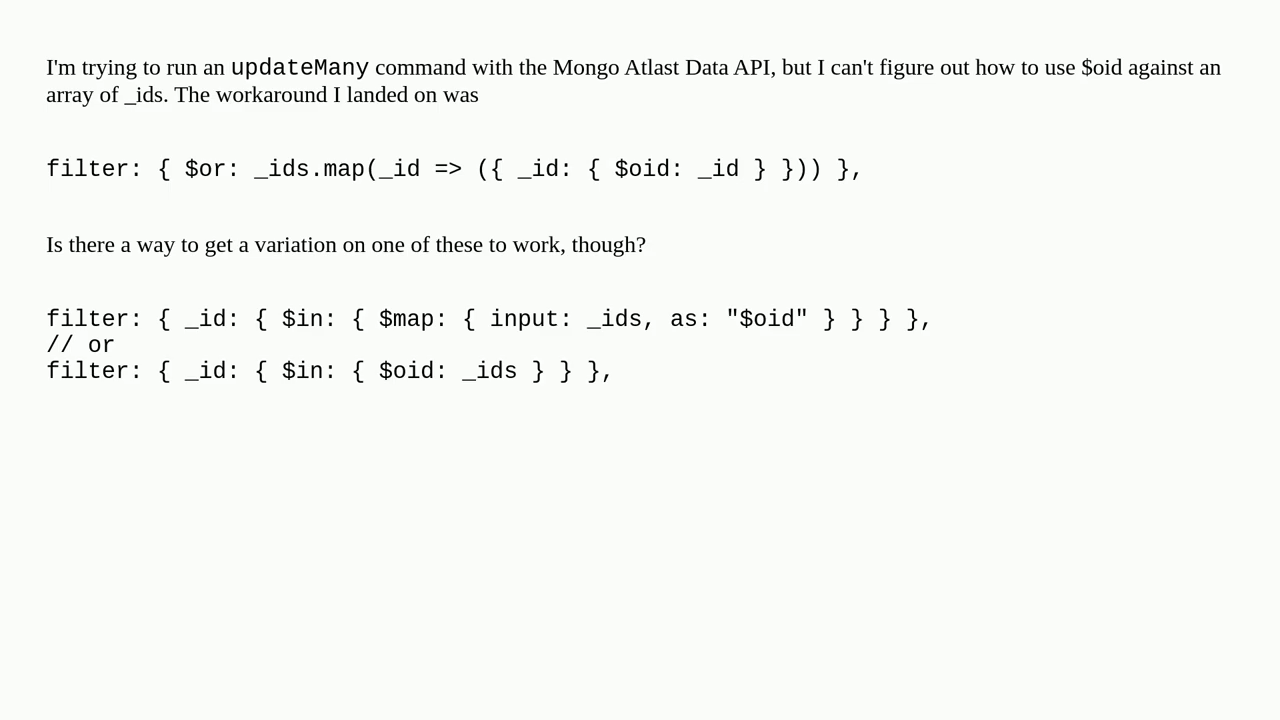 I'm trying to run an updateMany command with the Mongo Atlast Data API, but I can't figure out how to use $oid against an
array of _ids. The workaround I landed on was
filter: { $or: _ids.map(_id => ({ _id: { $oid: _id } })) },
Is there a way to get a variation on one of these to work, though?
filter: { _id: { $in: { $map: { input: _ids, as: "$oid" } } } },
// or
filter: { _id: { $in: { $oid: _ids } } },